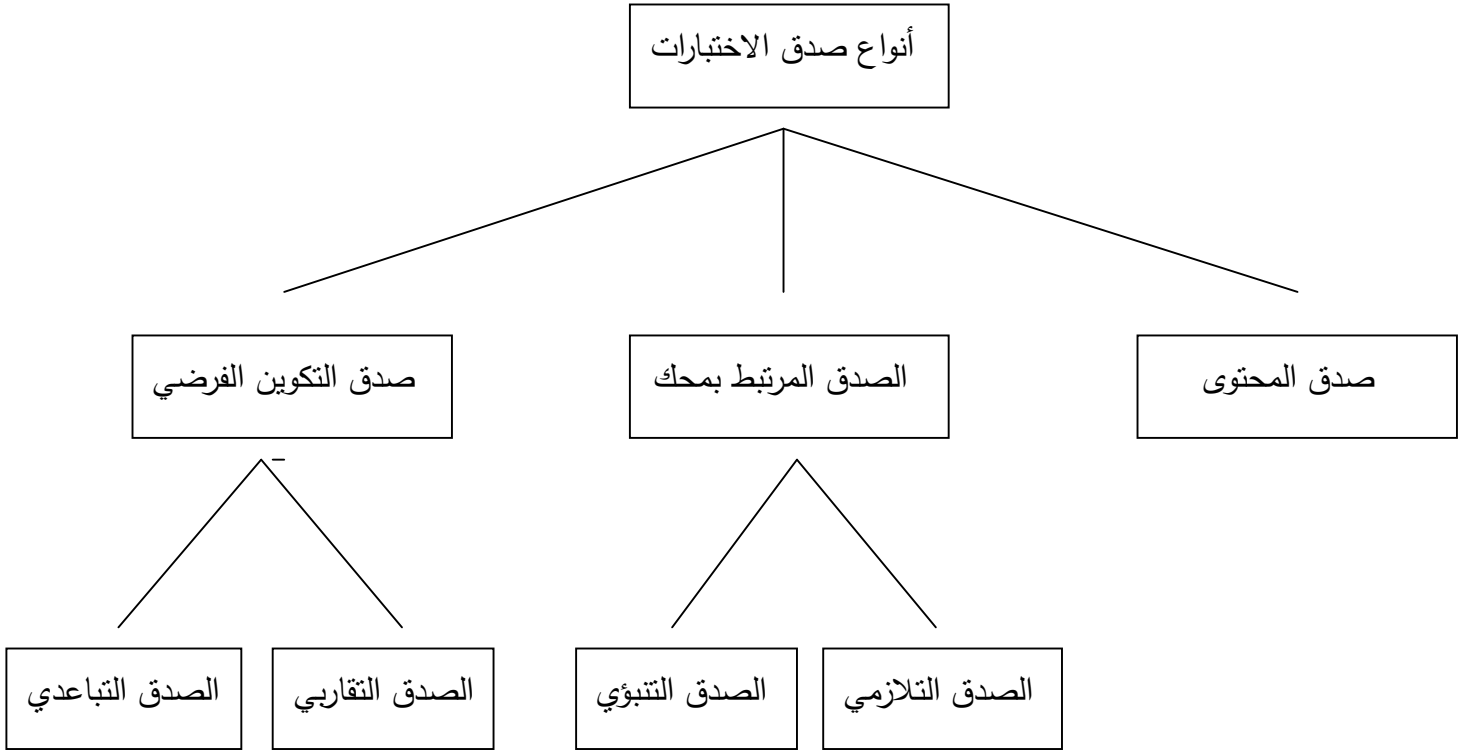 أنواع صدق الاختبارات
صدق المحتوى
الصدق المرتبط بمحك
صدق التكوين الفرضي
الصدق التلازمي
الصدق التنبؤي
الصدق التقاربي
الصدق التباعدي